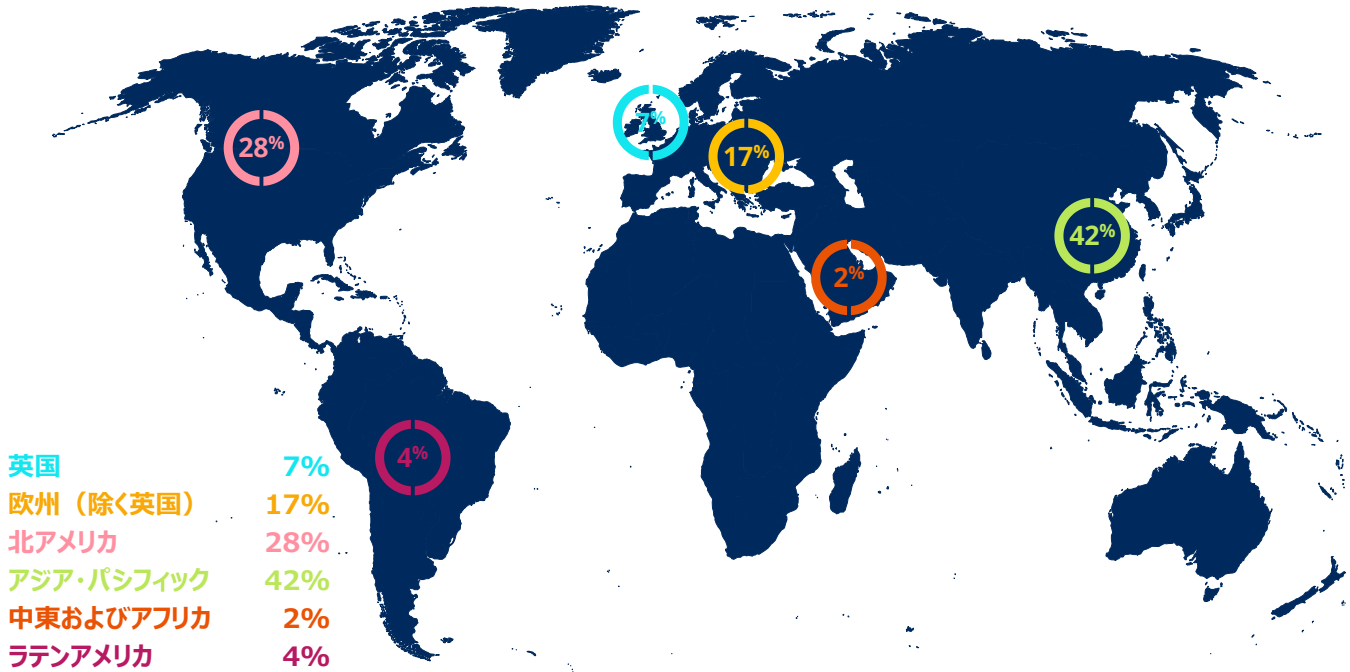 7%
28%
17%
42%
2%
4%
英国 7%
欧州（除く英国） 17%
北アメリカ 28%
アジア・パシフィック 42%
中東およびアフリカ 2%
ラテンアメリカ 4%